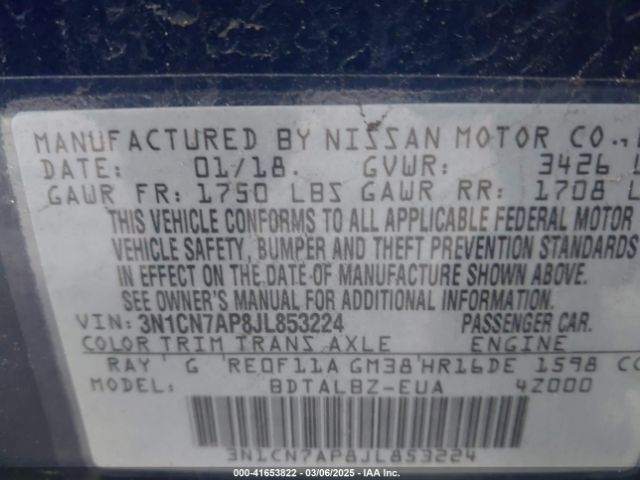 MANUFACTURED BY NISSAN MOTOR CO.,
DATE: 01/18. GVWR: 3426 L
GAWR FR: 1750 LBS GAWR RR: 1708 L
THIS VEHICLE CONFORMS TO ALL APPLICABLE FEDERAL MOTOR
VEHICLE SAFETY, BUMPER AND THEFT PREVENTION STANDARDS
IN EFFECT ON THE DATE OF MANUFACTURE SHOWN ABOVE.
SEE OWNER'S MANUAL FOR ADDITIONAL INFORMATION.
VIN: 3N1CN7AP8JL853224 PASSENGER CAR.
COLOR TRIM TRANS AXLE ENGINE
RAY G RE0F11A GM38 HR16DE 1598 CC
MODEL: BDTALBZ-EUA 4Z000
3N1CN7AP8JL853224
000-41653822 - 03/06/2025 - IAA Inc.